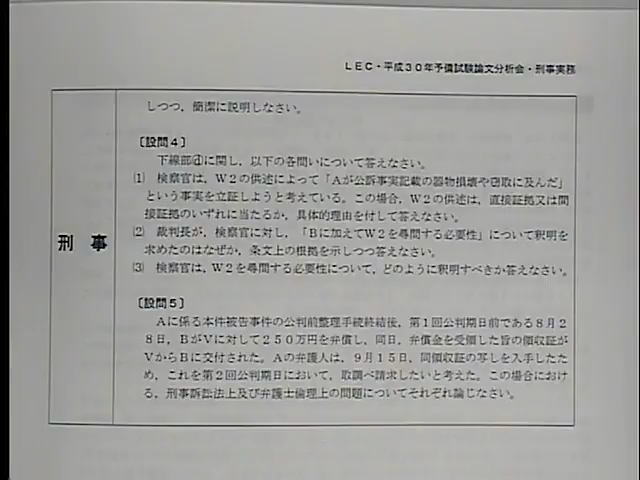 LEC・平成30年予備試験論文分析会・刑事実務
しつつ，簡潔に説明しなさい。
〔設問4〕
下線部ⓓに関し，以下の各問いについて答えなさい。
(1) 検察官は，W2の供述によって「Aが公訴事実記載の器物損壊や窃取に及んだ」
という事実を立証しようと考えている。この場合，W2の供述は，直接証拠又は間
接証拠のいずれに当たるか，具体的理由を付して答えなさい。
(2) 裁判長が，検察官に対し，「Bに加えてW2を尋問する必要性」について釈明を
求めたのはなぜか，条文上の根拠を示しつつ答えなさい。
(3) 検察官は，W2を尋問する必要性について，どのように釈明すべきか答えなさい。
刑 事
〔設問5〕
Aに係る本件被告事件の公判前整理手続終結後，第1回公判期日前である8月2
8日，BがVに対して250万円を弁償し，同日，弁償金を受領した旨の領収証が
VからBに交付された。Aの弁護人は，9月15日，同領収証の写しを入手したた
め，これを第2回公判期日において，取調べ請求したいと考えた。この場合におけ
る，刑事訴訟法上及び弁護士倫理上の問題についてそれぞれ論じなさい。